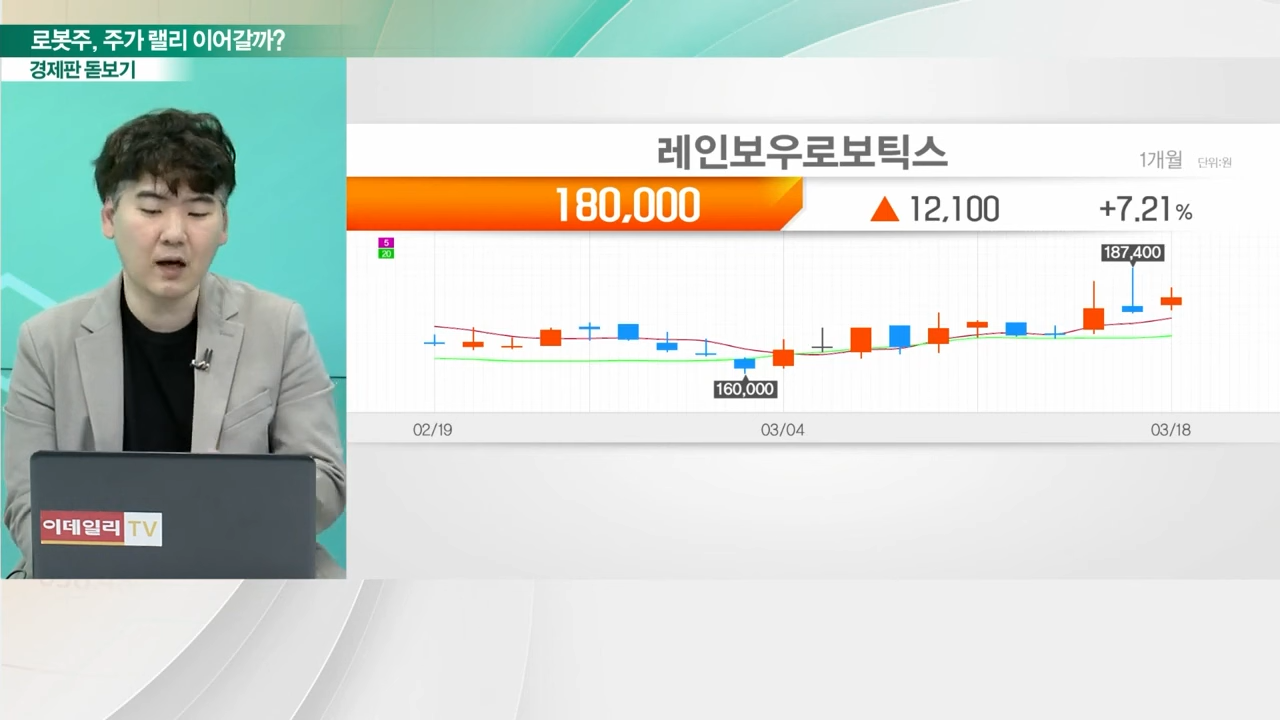 로봇주, 주가 랠리 이어갈까?
경제판 돋보기
레인보우로보틱스
1개월 단위:원
180,000 ▲ 12,100 +7.21%
5
20
187,400
160,000
02/19 03/04 03/18
이데일리 TV